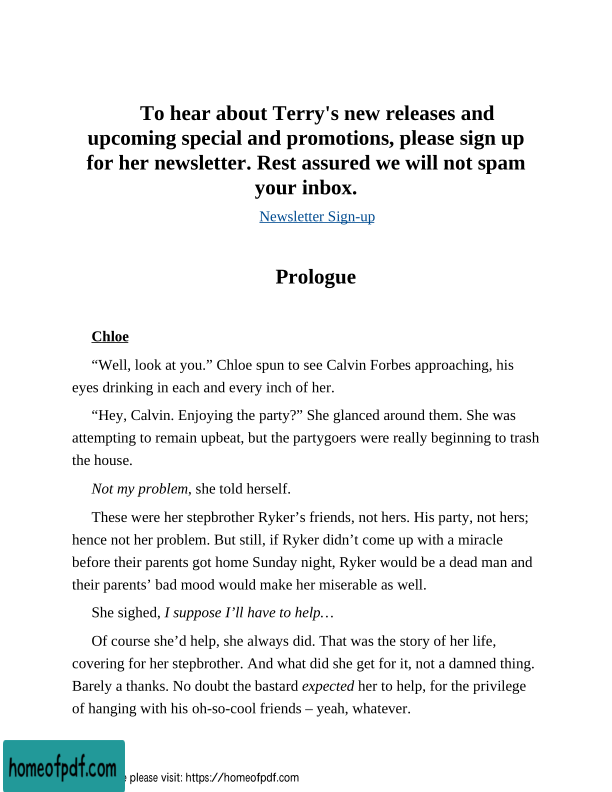 To hear about Terry's new releases and
upcoming special and promotions, please sign up
for her newsletter. Rest assured we will not spam
your inbox.
Newsletter Sign-up
Prologue
Chloe
“Well, look at you.” Chloe spun to see Calvin Forbes approaching, his
eyes drinking in each and every inch of her.
“Hey, Calvin. Enjoying the party?” She glanced around them. She was
attempting to remain upbeat, but the partygoers were really beginning to trash
the house.
Not my problem, she told herself.
These were her stepbrother Ryker’s friends, not hers. His party, not hers;
hence not her problem. But still, if Ryker didn’t come up with a miracle
before their parents got home Sunday night, Ryker would be a dead man and
their parents’ bad mood would make her miserable as well.
She sighed, I suppose I’ll have to help…
Of course she’d help, she always did. That was the story of her life,
covering for her stepbrother. And what did she get for it, not a damned thing.
Barely a thanks. No doubt the bastard expected her to help, for the privilege
of hanging with his oh-so-cool friends – yeah, whatever.
homeofpdf.com
please visit: https://homeofpdf.com